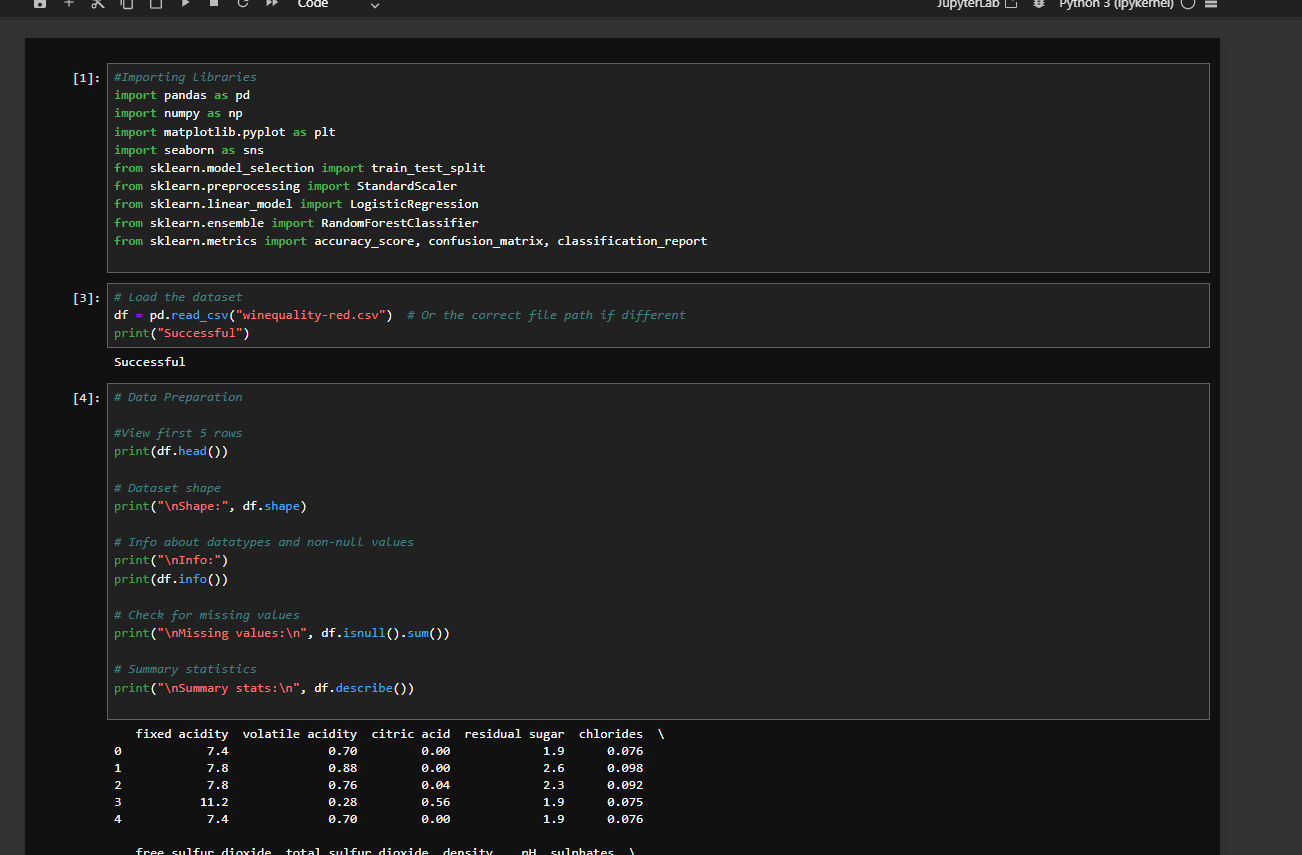 Code
JupyterLab
Python 3 (ipykernel)
[1]:
#Importing Libraries
import pandas as pd
import numpy as np
import matplotlib.pyplot as plt
import seaborn as sns
from sklearn.model_selection import train_test_split
from sklearn.preprocessing import StandardScaler
from sklearn.linear_model import LogisticRegression
from sklearn.ensemble import RandomForestClassifier
from sklearn.metrics import accuracy_score, confusion_matrix, classification_report
[3]:
# Load the dataset
df = pd.read_csv("winequality-red.csv")  # Or the correct file path if different
print("Successful")
Successful
[4]:
# Data Preparation
#View first 5 rows
print(df.head())
# Dataset shape
print("\nShape:", df.shape)
# Info about datatypes and non-null values
print("\nInfo:")
print(df.info())
# Check for missing values
print("\nMissing values:\n", df.isnull().sum())
# Summary statistics
print("\nSummary stats:\n", df.describe())
fixed acidity  volatile acidity  citric acid  residual sugar  chlorides  \
0  7.4  0.70  0.00  1.9  0.076
1  7.8  0.88  0.00  2.6  0.098
2  7.8  0.76  0.04  2.3  0.092
3  11.2  0.28  0.56  1.9  0.075
4  7.4  0.70  0.00  1.9  0.076
free sulfur dioxide  total sulfur dioxide  density  pH  sulphates  \